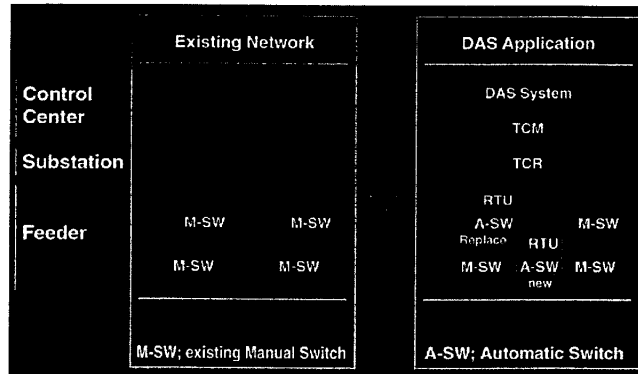 Existing Network
DAS Application
Control
Center
DAS System
TCM
Substation
TCR
RTU
Feeder
M-SW M-SW
A-SW M-SW
Replace RTU
M-SW M-SW
M-SW A-SW M-SW
new
M-SW; existing Manual Switch
A-SW; Automatic Switch